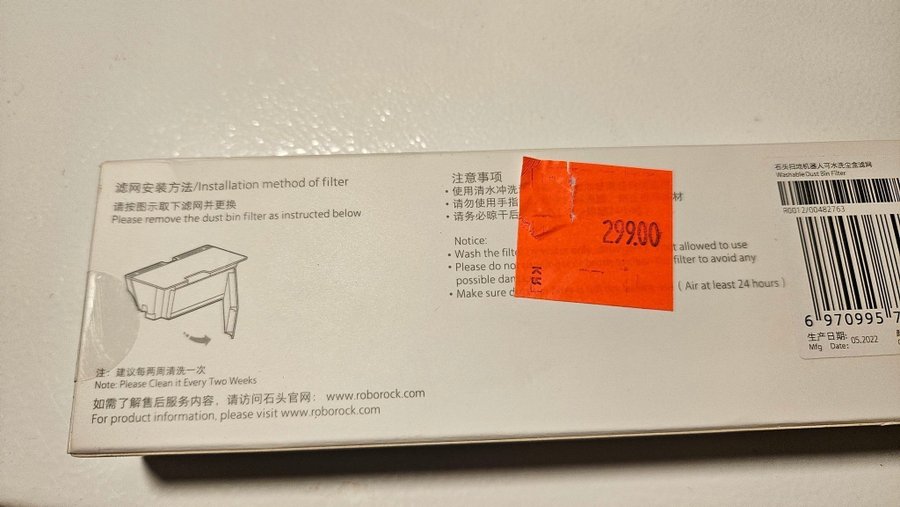 滤网安装方法/Installation method of filter
请按图示取下滤网并更换
Please remove the dust bin filter as instructed below
注：建议每两周清洗一次
Note: Please Clean it Every Two Weeks
如需了解售后服务内容，请访问石头官网： www.roborock.com
For product information, please visit www.roborock.com
注意事项
• 使用清水冲洗
• 请勿使用手指 材
• 请务必晾干后
Notice:
• Wash the filt t allowed to use
• Please do no filter to avoid any
possible dam
• Make sure d ( Air at least 24 hours )
299.00
KR
石头扫地机器人可水洗尘盒滤网
Washable Dust Bin Filter
R0012/00482763
6 970995 7
生产日期:
Mfg Date: 05.2022